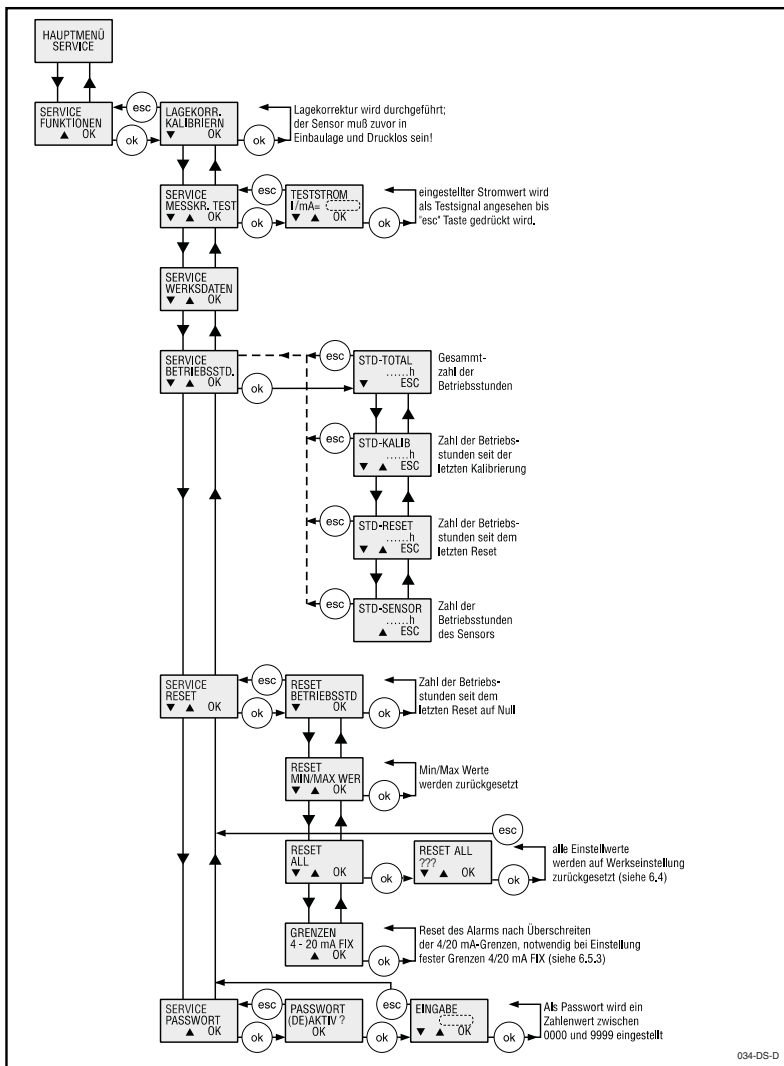 HAUPTMENÜ
SERVICE
SERVICE
FUNKTIONEN
▲ OK
esc
ok
LAGEKORR.
KALIBRIERN
▼ OK
ok
Lagekorrektur wird durchgeführt;
der Sensor muß zuvor in
Einbaulage und Drucklos sein!
SERVICE
MESSKR. TEST
▼ ▲ OK
esc
ok
TESTSTROM
I/mA=
▼ ▲ OK
ok
eingestellter Stromwert wird
als Testsignal angesehen bis
"esc" Taste gedrückt wird.
SERVICE
WERKSDATEN
▼ ▲ OK
SERVICE
BETRIEBSSTD.
▼ ▲ OK
ok
esc
STD-TOTAL
......h
▼ ESC
Gesammt-
zahl der
Betriebsstunden
esc
STD-KALIB
......h
▼ ▲ ESC
Zahl der Betriebs-
stunden seit der
letzten Kalibrierung
esc
STD-RESET
......h
▼ ▲ ESC
Zahl der Betriebs-
stunden seit dem
letzten Reset
esc
STD-SENSOR
......h
▲ ESC
Zahl der
Betriebsstunden
des Sensors
SERVICE
RESET
▼ ▲ OK
esc
ok
RESET
BETRIEBSSTD
▼ OK
ok
Zahl der Betriebs-
stunden seit dem
letzten Reset auf Null
RESET
MIN/MAX WER
▼ ▲ OK
ok
Min/Max Werte
werden zurückgesetzt
esc
RESET
ALL
▼ ▲ OK
ok
RESET ALL
???
▼ ▲ OK
ok
alle Einstellwerte
werden auf Werkseinstellung
zurückgesetzt (siehe 6.4)
GRENZEN
4 - 20 mA FIX
▲ OK
ok
Reset des Alarms nach Überschreiten
der 4/20 mA-Grenzen, notwendig bei Einstellung
fester Grenzen 4/20 mA FIX (siehe 6.5.3)
SERVICE
PASSWORT
▲ OK
esc
ok
PASSWORT
(DE)AKTIV ?
OK
esc
ok
EINGABE
▼ ▲ OK
ok
Als Passwort wird ein
Zahlenwert zwischen
0000 und 9999 eingestellt
034-DS-D